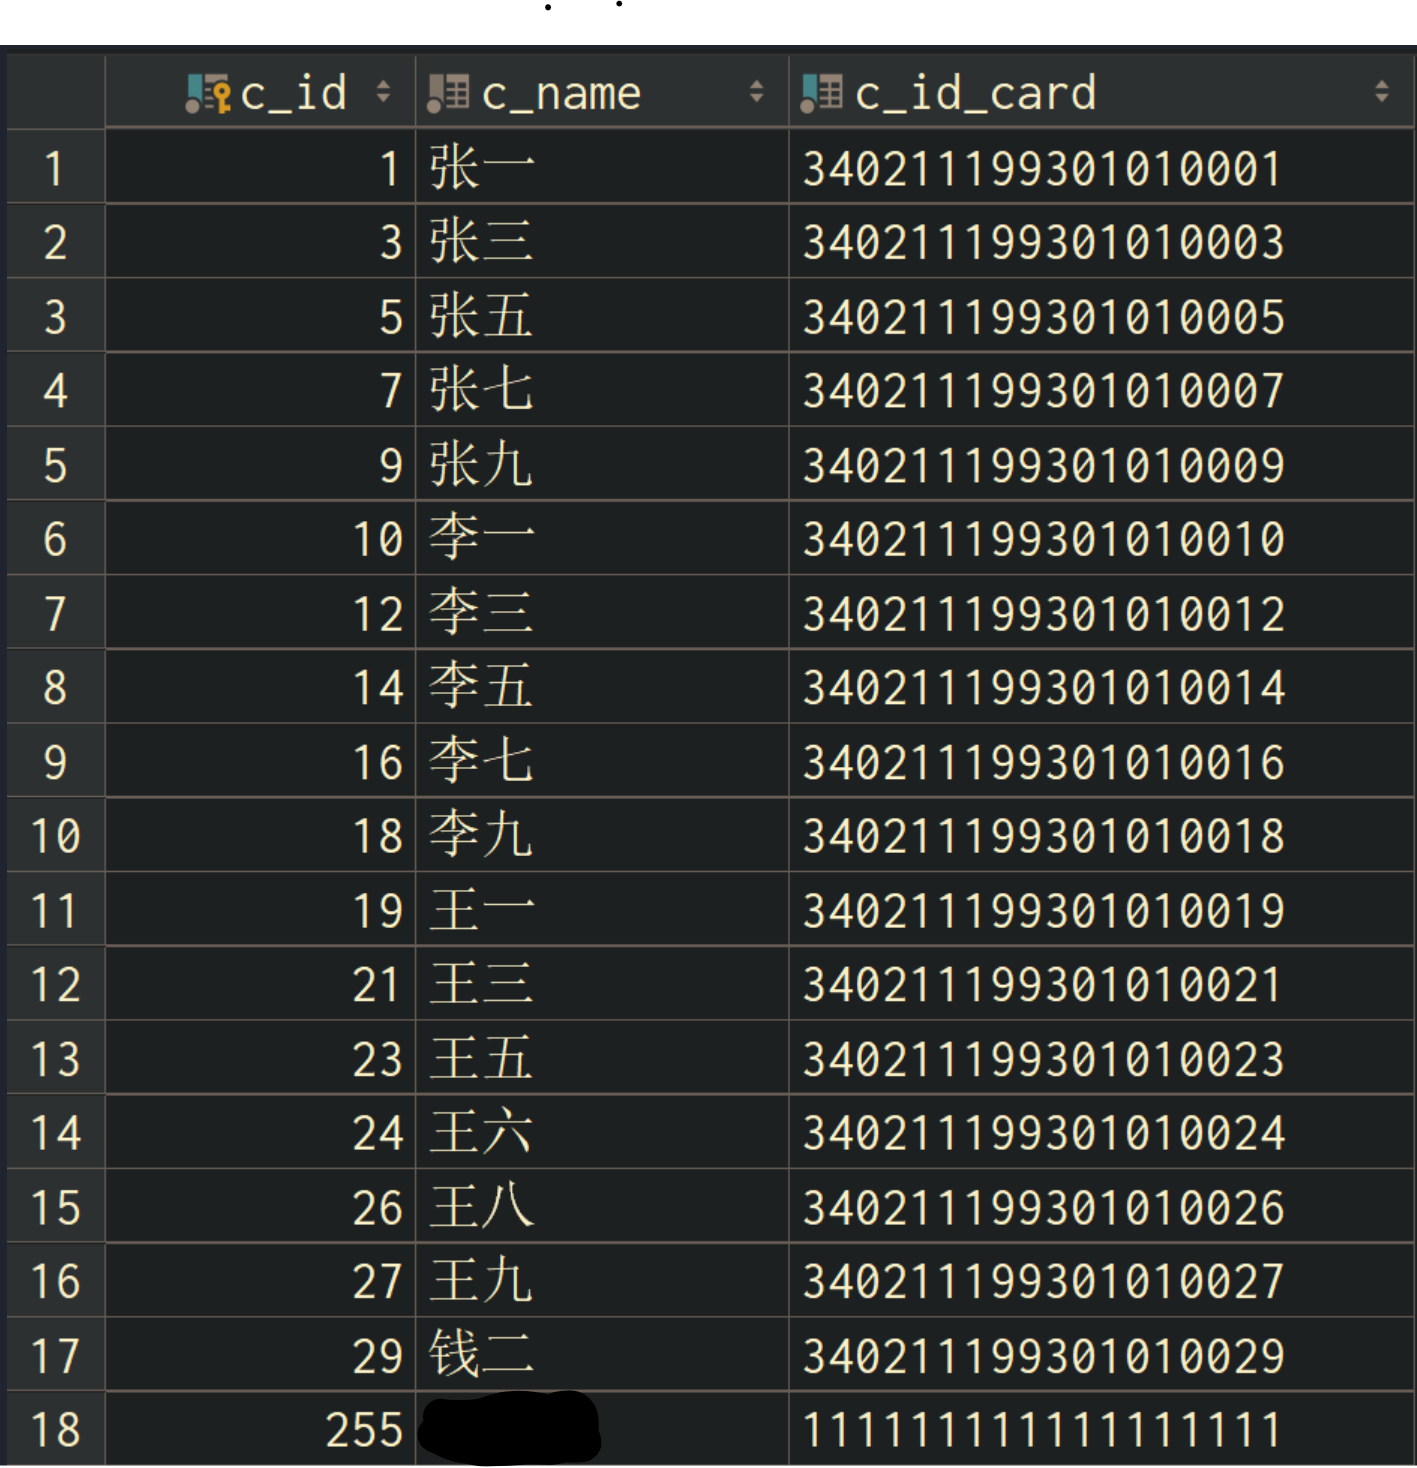 c_id c_name c_id_card
1 1 张一 340211199301010001
2 3 张三 340211199301010003
3 5 张五 340211199301010005
4 7 张七 340211199301010007
5 9 张九 340211199301010009
6 10 李一 340211199301010010
7 12 李三 340211199301010012
8 14 李五 340211199301010014
9 16 李七 340211199301010016
10 18 李九 340211199301010018
11 19 王一 340211199301010019
12 21 王三 340211199301010021
13 23 王五 340211199301010023
14 24 王六 340211199301010024
15 26 王八 340211199301010026
16 27 王九 340211199301010027
17 29 钱二 340211199301010029
18 255 111111111111111111